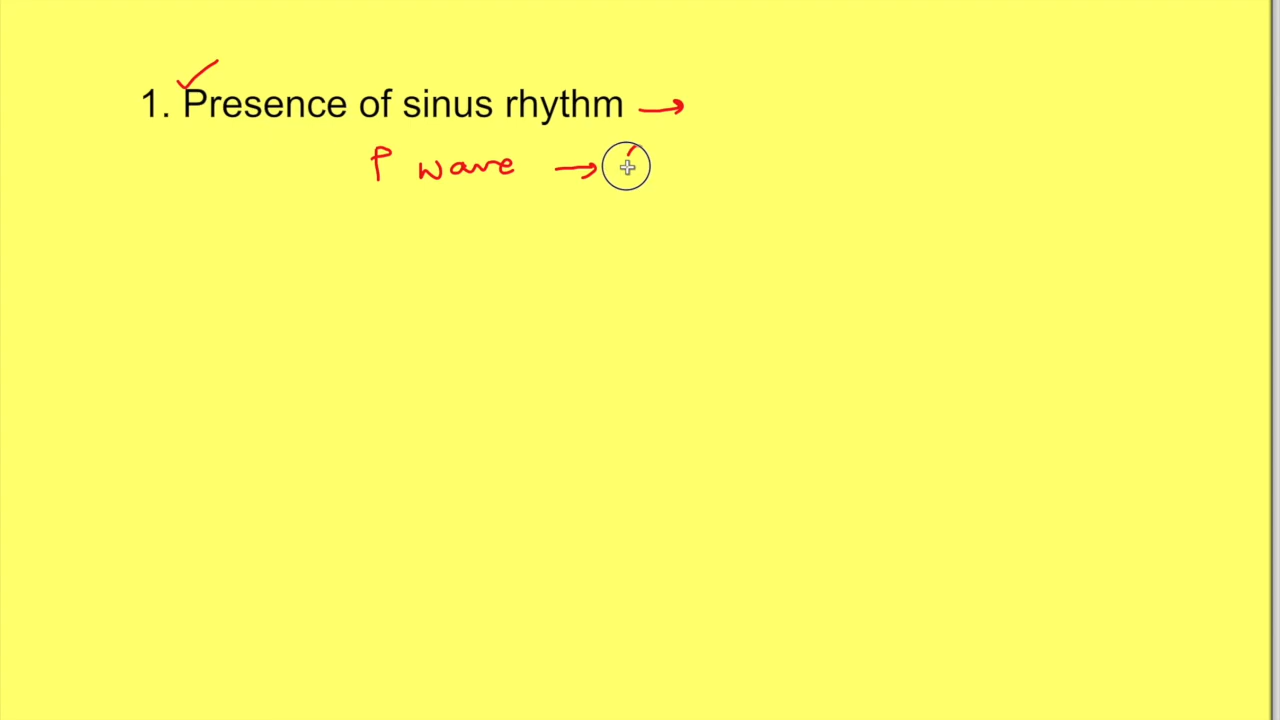 1. Presence of sinus rhythm →
P wave →